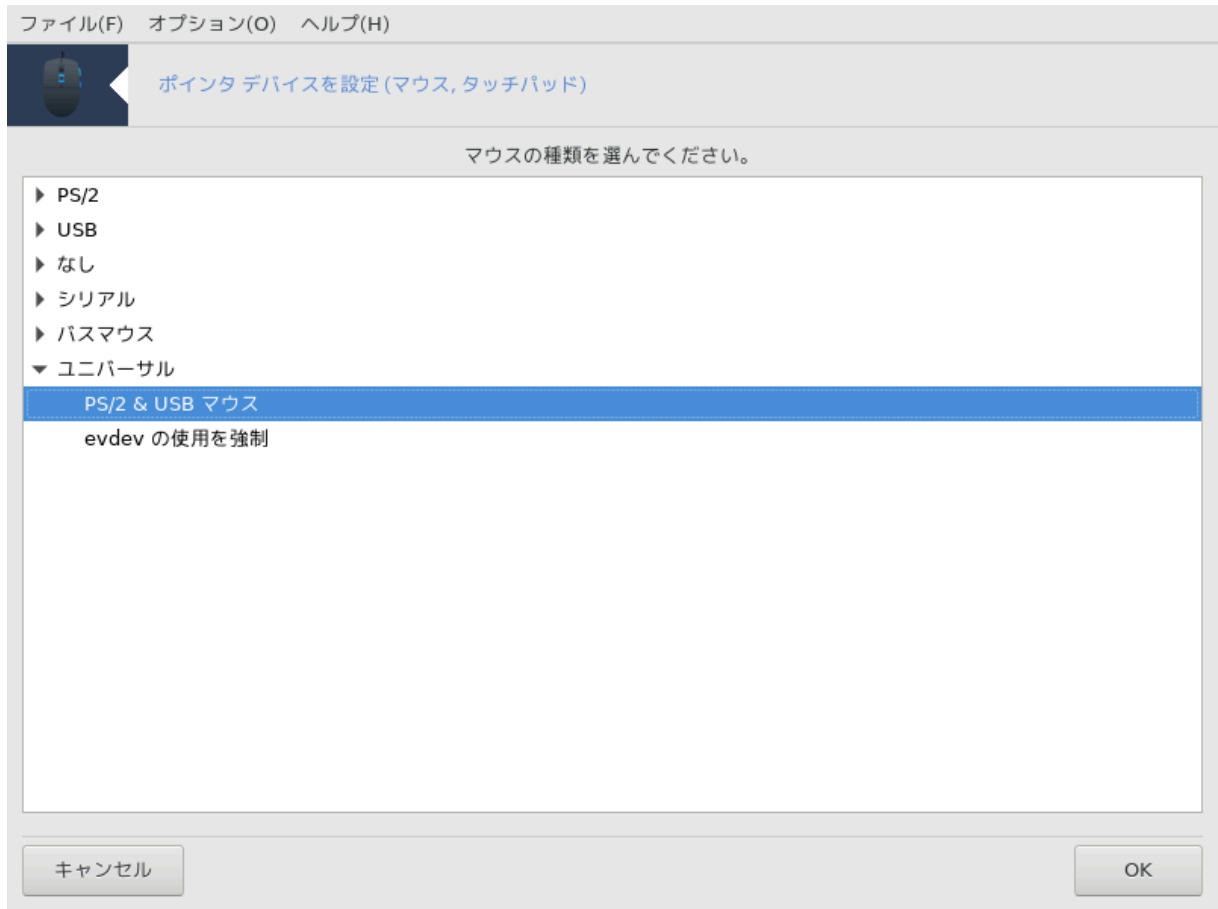 ファイル(F) オプション(O) ヘルプ(H)
ポインタ デバイスを設定 (マウス, タッチパッド)
マウスの種類を選んでください。
PS/2
USB
なし
シリアル
バスマウス
ユニバーサル
PS/2 & USB マウス
evdev の使用を強制
キャンセル OK